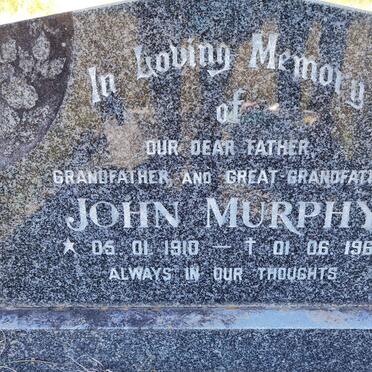 In Loving Memory
of
OUR DEAR FATHER,
GRANDFATHER, AND GREAT-GRANDFAT
JOHN MURPHY
★ 05. 01. 1910 — † 01. 06. 196
ALWAYS IN OUR THOUGHTS